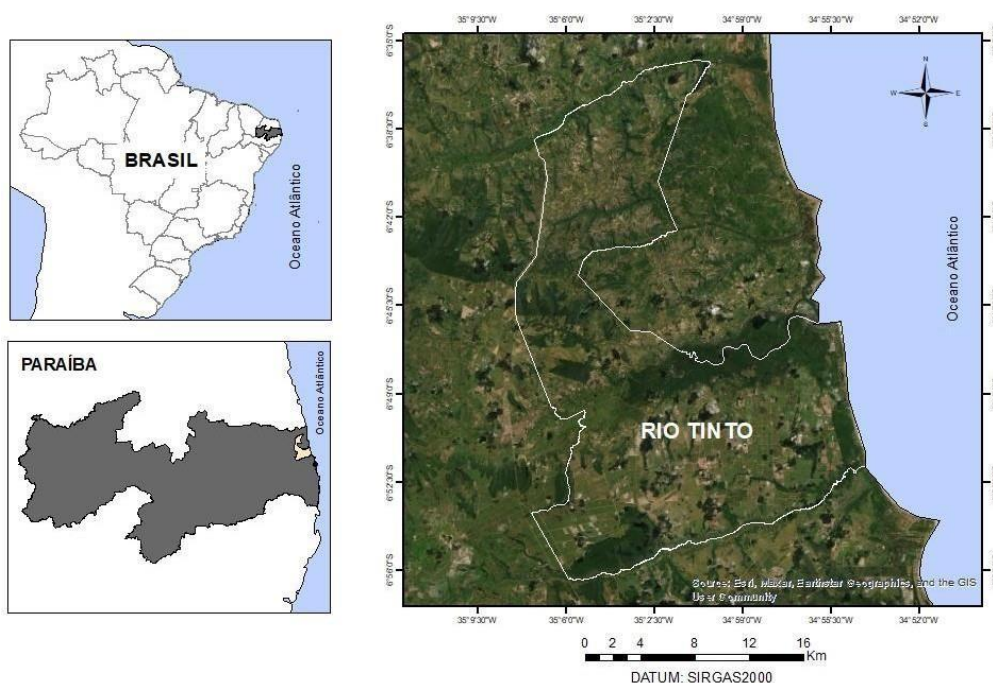 BRASIL
Oceano Atlântico
PARAÍBA
Oceano Atlântico
35°9'30"W 35°6'0"W 35°2'30"W 34°59'0"W 34°55'30"W 34°52'0"W
6°35'0"S
6°38'30"S
6°42'0"S
6°45'30"S
6°49'0"S
6°52'30"S
6°56'0"S
N
W E
S
Oceano Atlântico
RIO TINTO
Source: Esri, Maxar, Earthstar Geographics, and the GIS
User Community
35°9'30"W 35°6'0"W 35°2'30"W 34°59'0"W 34°55'30"W 34°52'0"W
0 2 4 8 12 16
Km
DATUM: SIRGAS2000